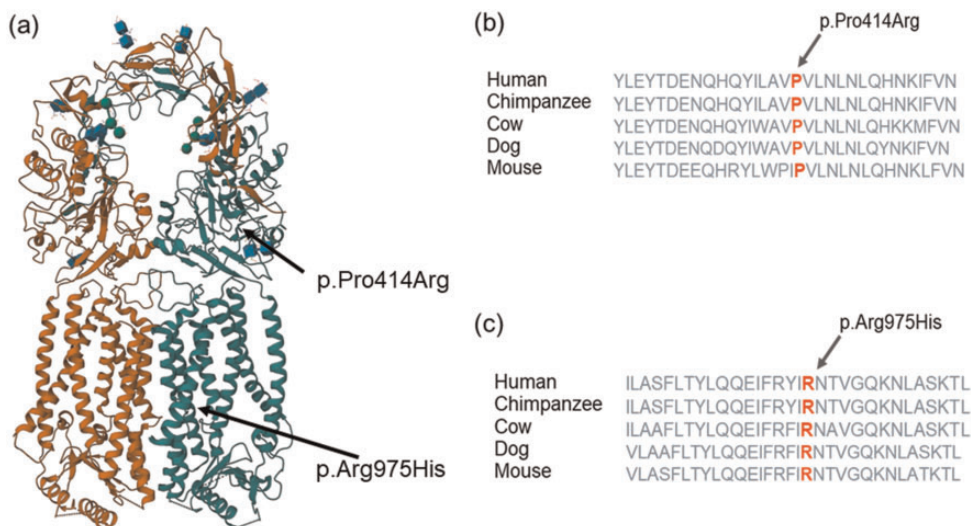 (a)
p.Pro414Arg
p.Arg975His
(b)
p.Pro414Arg
Human YLEYTDENQHQYILAVPVLNLNLQHNKIFVN
Chimpanzee YLEYTDENQHQYILAVPVLNLNLQHNKIFVN
Cow YLEYTDENQHQYIWAVPVLNLNLQHKKMFVN
Dog YLEYTDENQDQYIWAVPVLNLNLQYNKIFVN
Mouse YLEYTDEEQHRYLWPIPVLNLNLQHNKLFVN
(c)
p.Arg975His
Human ILASFLTYLQQEIFRYIRNTVGQKNLASKTL
Chimpanzee ILASFLTYLQQEIFRYIRNTVGQKNLASKTL
Cow ILAAFLTYLQQEIFRFIRNAVGQKNLASKTL
Dog VLAAFLTYLQQEIFRFIRNTVGQKNLASKTL
Mouse VLASFLTYLQQEIFRFIRNTVGQKNLATKTL